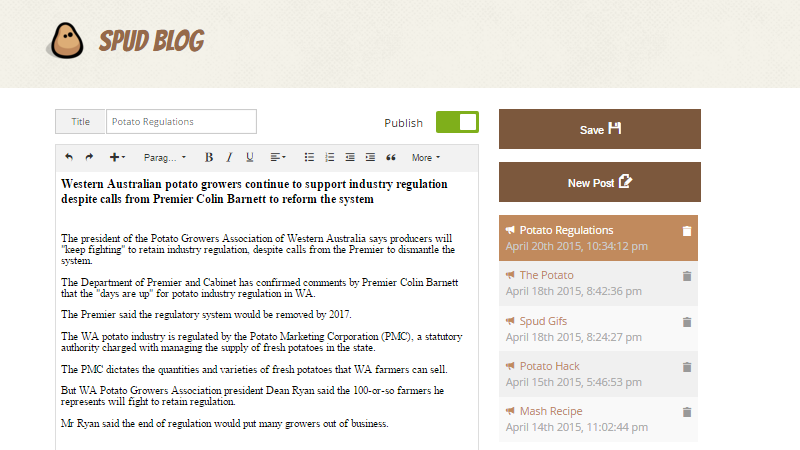 SPUD BLOG
Title
Potato Regulations
Publish
Parag...
B I U
More
Western Australian potato growers continue to support industry regulation
despite calls from Premier Colin Barnett to reform the system
The president of the Potato Growers Association of Western Australia says producers will
"keep fighting" to retain industry regulation, despite calls from the Premier to dismantle the
system.
The Department of Premier and Cabinet has confirmed comments by Premier Colin Barnett
that the "days are up" for potato industry regulation in WA.
The Premier said the regulatory system would be removed by 2017.
The WA potato industry is regulated by the Potato Marketing Corporation (PMC), a statutory
authority charged with managing the supply of fresh potatoes in the state.
The PMC dictates the quantities and varieties of fresh potatoes that WA farmers can sell.
But WA Potato Growers Association president Dean Ryan said the 100-or-so farmers he
represents will fight to retain regulation.
Mr Ryan said the end of regulation would put many growers out of business.
Save
New Post
Potato Regulations
April 20th 2015, 10:34:12 pm
The Potato
April 18th 2015, 8:42:36 pm
Spud Gifs
April 18th 2015, 8:24:27 pm
Potato Hack
April 15th 2015, 5:46:53 pm
Mash Recipe
April 14th 2015, 11:02:44 pm